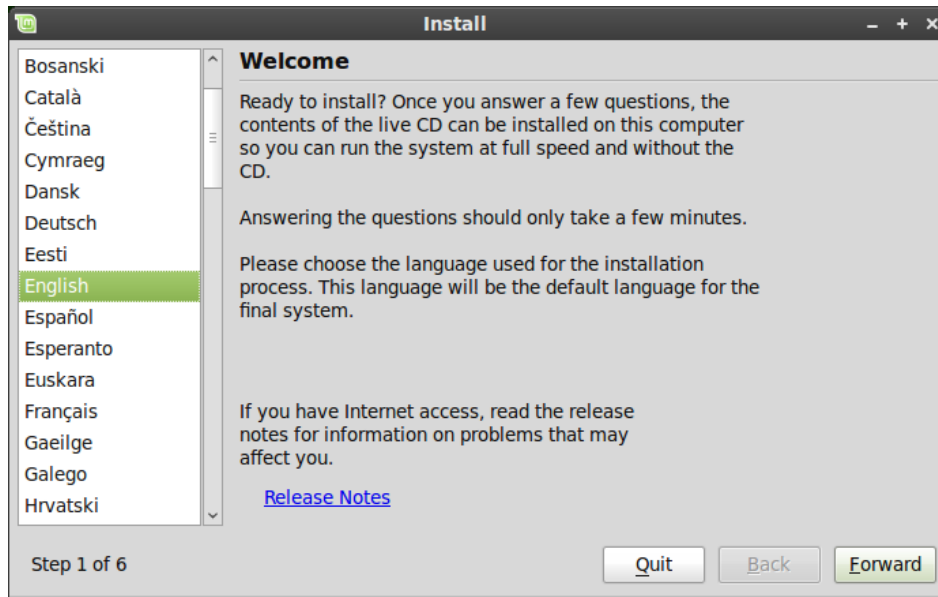 Install
Bosanski
Català
Čeština
Cymraeg
Dansk
Deutsch
Eesti
English
Español
Esperanto
Euskara
Français
Gaeilge
Galego
Hrvatski
Welcome
Ready to install? Once you answer a few questions, the
contents of the live CD can be installed on this computer
so you can run the system at full speed and without the
CD.
Answering the questions should only take a few minutes.
Please choose the language used for the installation
process. This language will be the default language for the
final system.
If you have Internet access, read the release
notes for information on problems that may
affect you.
Release Notes
Step 1 of 6
Quit
Back
Forward